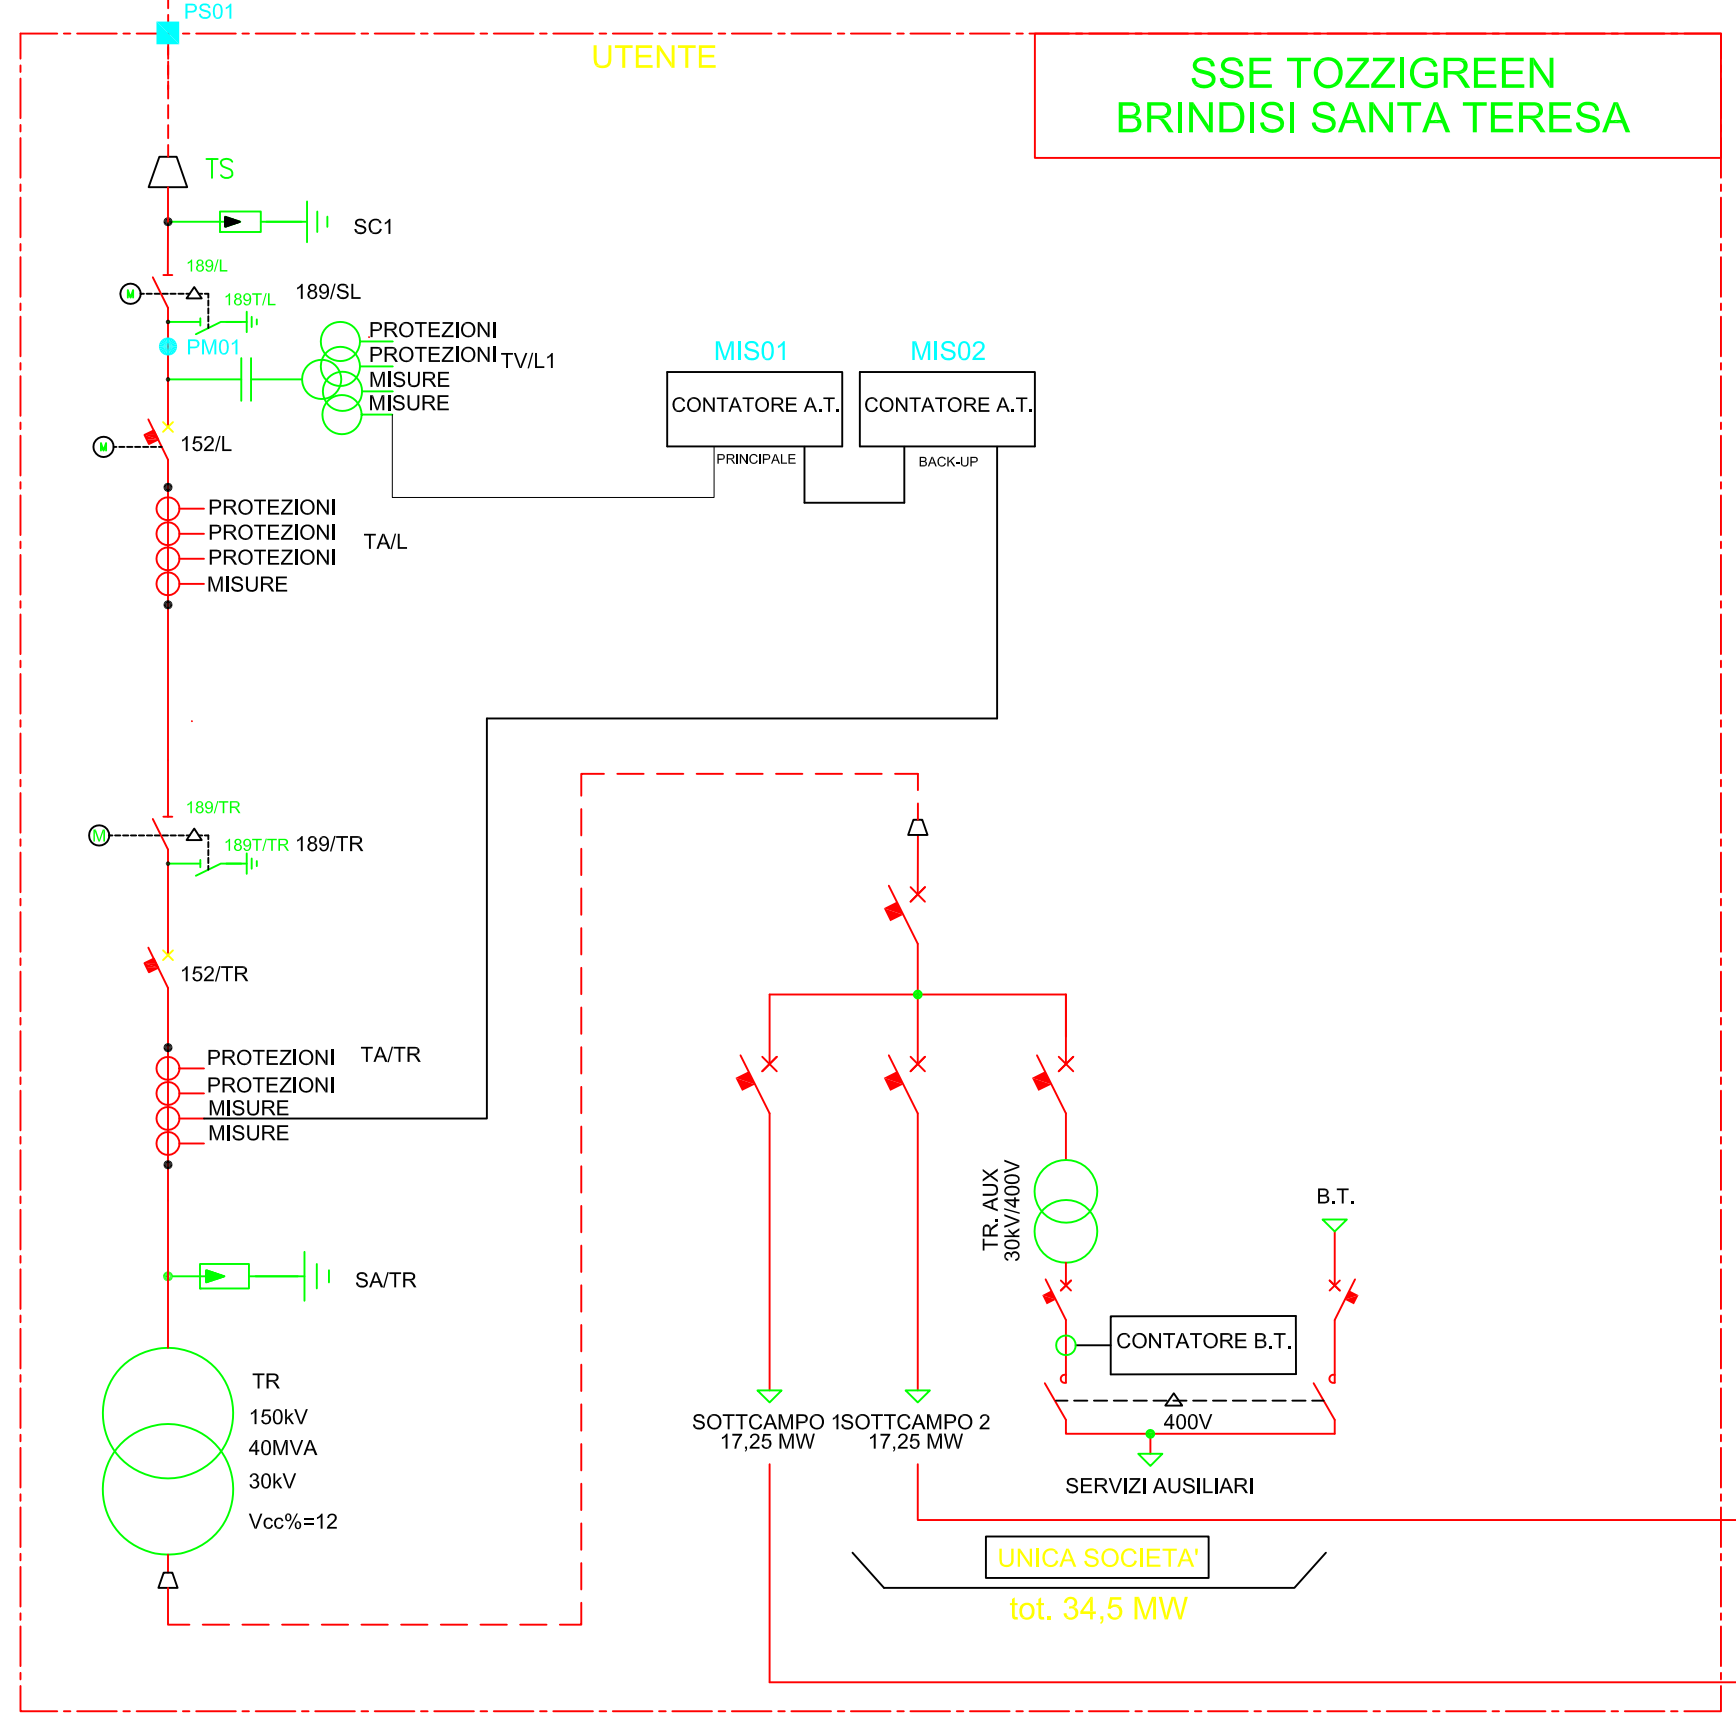 PS01
UTENTE
SSE TOZZIGREEN
BRINDISI SANTA TERESA
TS
SC1
189/L
189/SL
189T/L
M
PM01
PROTEZIONI
PROTEZIONI
TV/L1
MISURE
MISURE
MIS01
MIS02
CONTATORE A.T.
CONTATORE A.T.
PRINCIPALE
BACK-UP
152/L
M
PROTEZIONI
PROTEZIONI
PROTEZIONI
MISURE
TA/L
189/TR
M
189T/TR
189/TR
152/TR
PROTEZIONI
PROTEZIONI
MISURE
MISURE
TA/TR
SA/TR
TR
150kV
40MVA
30kV
Vcc%=12
TR. AUX
30kV/400V
B.T.
CONTATORE B.T.
400V
SOTTCAMPO 1
17,25 MW
SOTTCAMPO 2
17,25 MW
SERVIZI AUSILIARI
UNICA SOCIETA'
tot. 34,5 MW